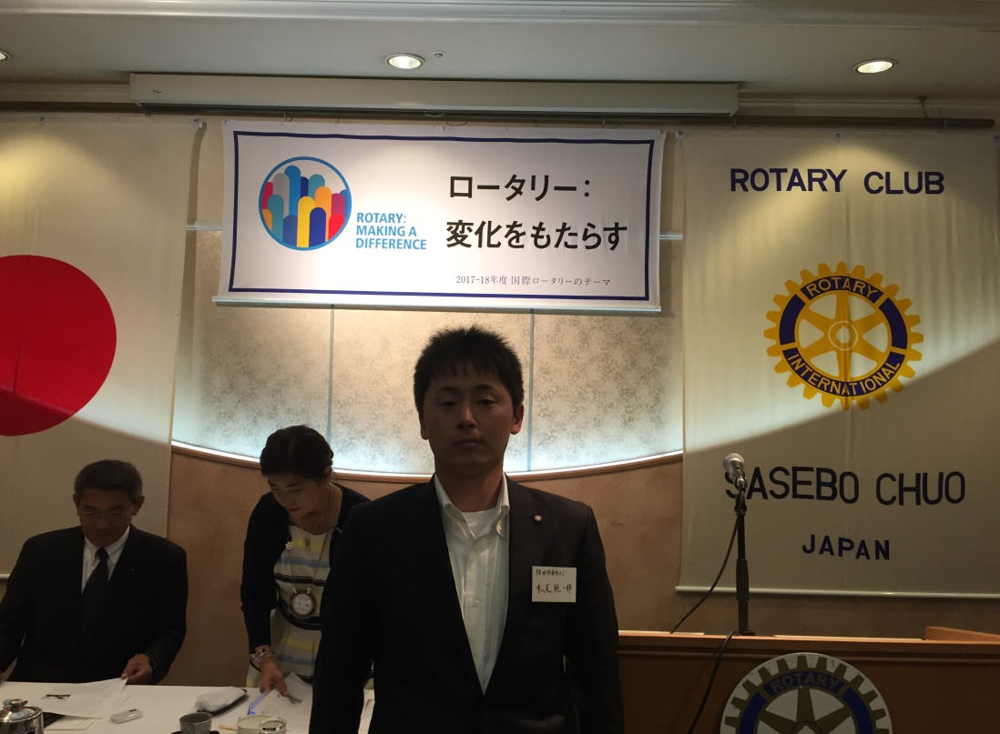 ROTARY:
MAKING A
DIFFERENCE
ロータリー：
変化をもたらす
2017-18年度 国際ロータリーのテーマ
ROTARY CLUB
ROTARY
INTERNATIONAL
SASEBO CHUO
JAPAN
ROTARY